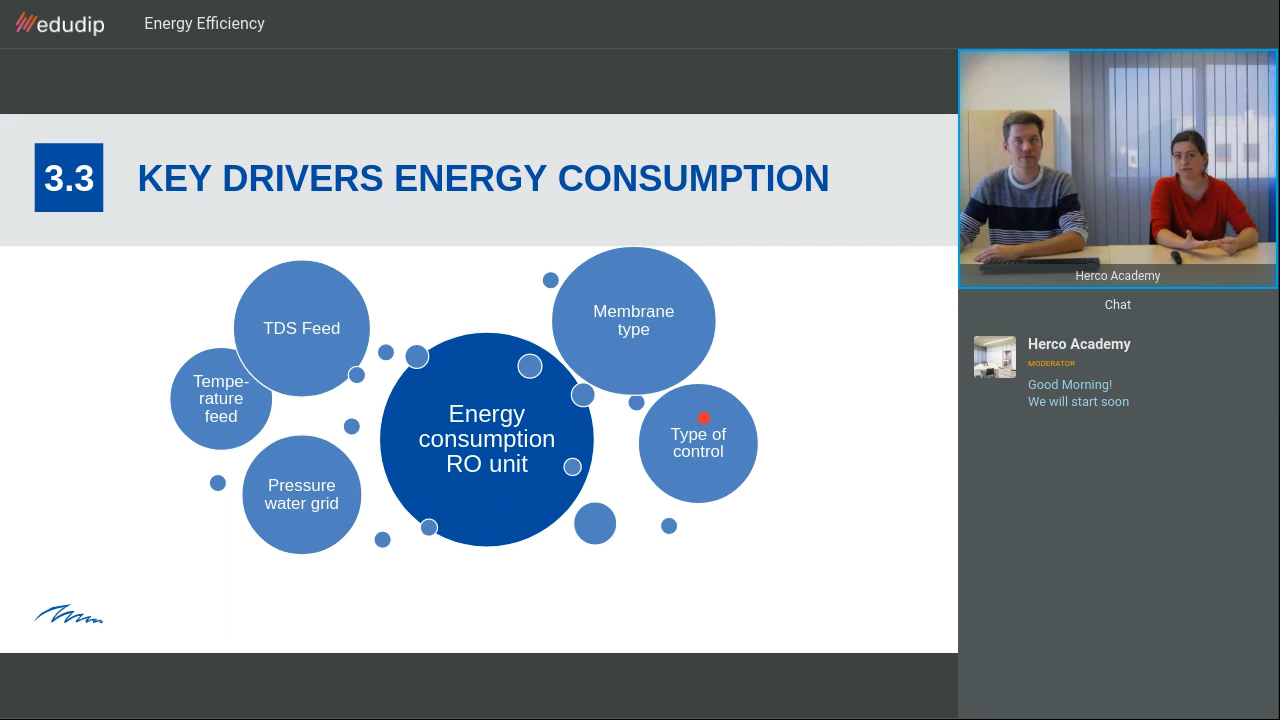 edudip
Energy Efficiency
3.3
KEY DRIVERS ENERGY CONSUMPTION
TDS Feed
Tempe-
rature
feed
Pressure
water grid
Energy
consumption
RO unit
Membrane
type
Type of
control
Herco Academy
Chat
Herco Academy
MODERATOR
Good Morning!
We will start soon